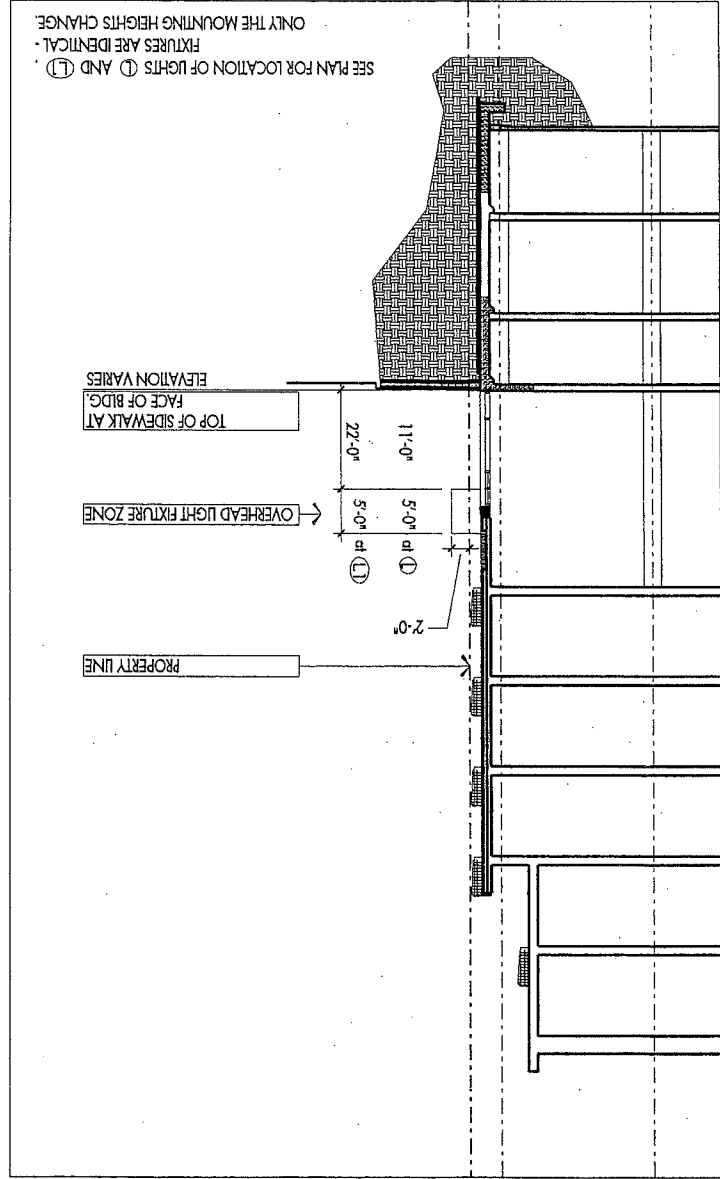 PROPERTY LINE
2'-0"
OVERHEAD LIGHT FIXTURE ZONE
5'-0" at L1
5'-0" at L
22'-0"
11'-0"
TOP OF SIDEWALK AT
FACE OF BLDG.
ELEVATION VARIES
SEE PLAN FOR LOCATION OF LIGHTS L AND L1 .
FIXTURES ARE IDENTICAL -
ONLY THE MOUNTING HEIGHTS CHANGE.